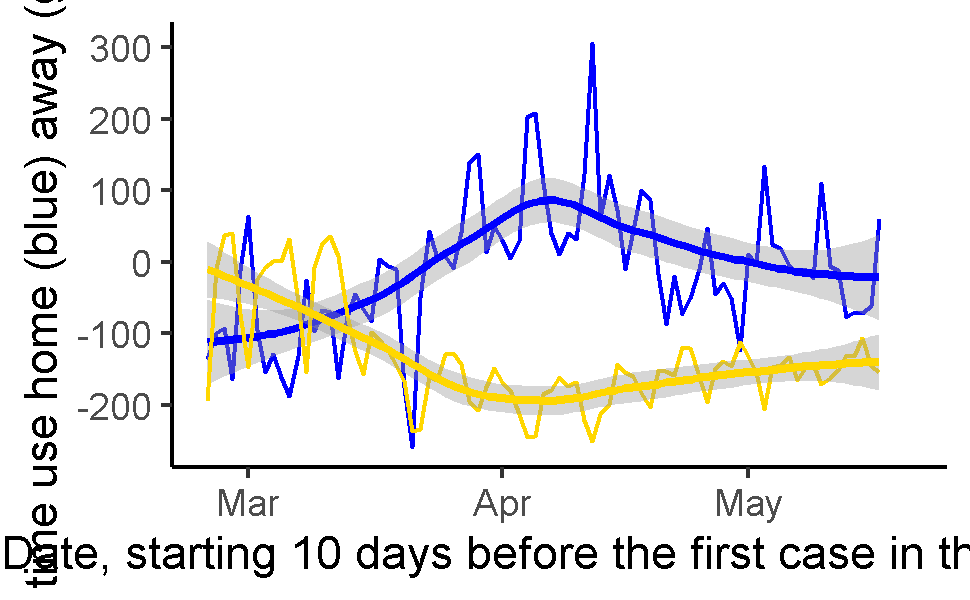 time use home (blue) away (
300
200
100
0
-100
-200
Mar Apr May
Date, starting 10 days before the first case in th